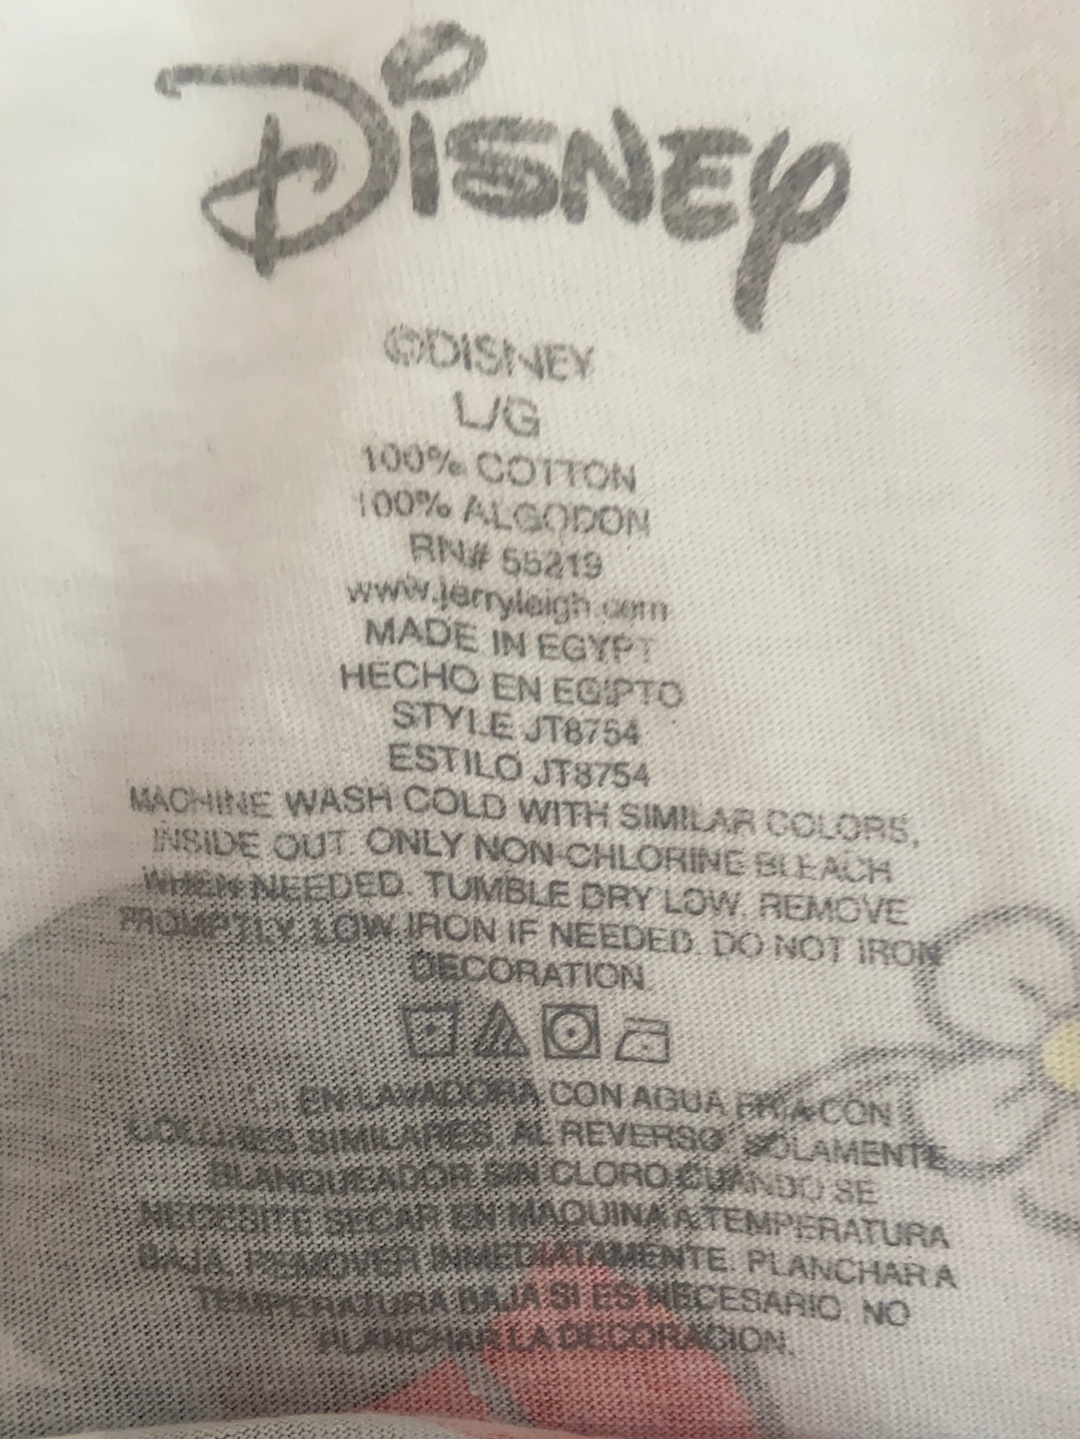 Disney
©DISNEY
L/G
100% COTTON
100% ALGODON
RN# 55219
www.jerryleigh.com
MADE IN EGYPT
HECHO EN EGIPTO
STYLE JT8754
ESTILO JT8754
MACHINE WASH COLD WITH SIMILAR COLORS,
INSIDE OUT. ONLY NON-CHLORINE BLEACH
WHEN NEEDED. TUMBLE DRY LOW. REMOVE
PROMPTLY. LOW IRON IF NEEDED. DO NOT IRON
DECORATION.
EN LAVADORA CON AGUA FRIA CON
COLORES SIMILARES, AL REVERSO. SOLAMENTE
BLANQUEADOR SIN CLORO CUANDO SE
NECESITE SECAR EN MAQUINA A TEMPERATURA
BAJA. REMOVER INMEDIATAMENTE. PLANCHAR A
TEMPERATURA BAJA SI ES NECESARIO. NO
PLANCHAR LA DECORACION.